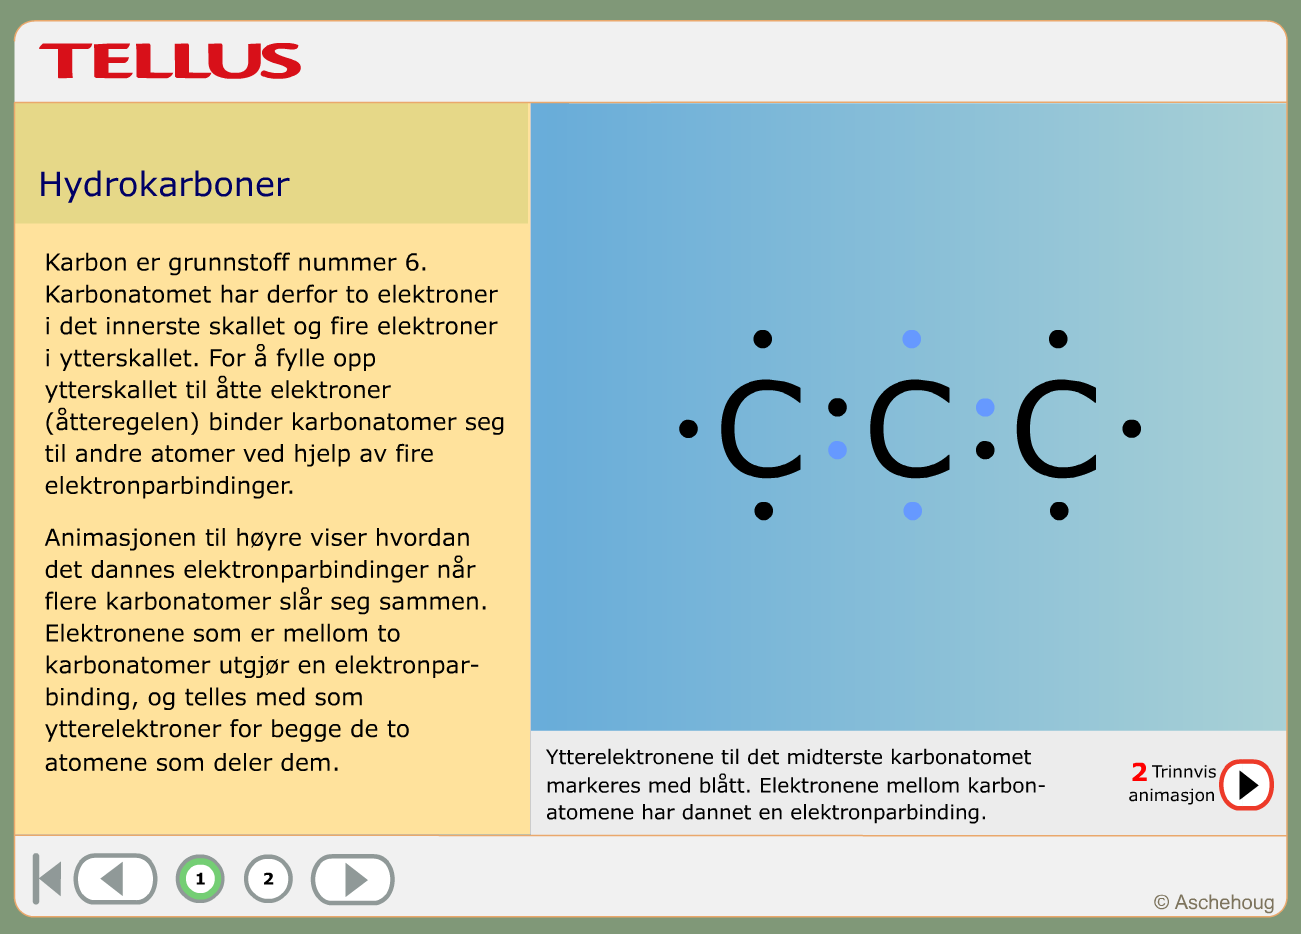 TELLUS
Hydrokarboner
Karbon er grunnstoff nummer 6.
Karbonatomet har derfor to elektroner
i det innerste skallet og fire elektroner
i ytterskallet. For å fylle opp
ytterskallet til åtte elektroner
(åtteregelen) binder karbonatomer seg
til andre atomer ved hjelp av fire
elektronparbindinger.
Animasjonen til høyre viser hvordan
det dannes elektronparbindinger når
flere karbonatomer slår seg sammen.
Elektronene som er mellom to
karbonatomer utgjør en elektronpar-
binding, og telles med som
ytterelektroner for begge de to
atomene som deler dem.
C C C
Ytterelektronene til det midterste karbonatomet
markeres med blått. Elektronene mellom karbon-
atomene har dannet en elektronparbinding.
2 Trinnvis
animasjon
1 2
© Aschehoug